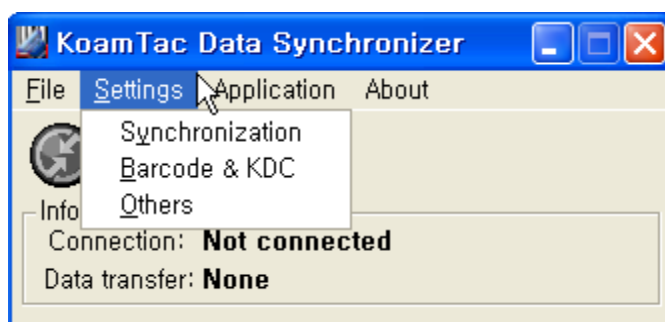 KoamTac Data Synchronizer
File Settings Application About
Synchronization
Barcode & KDC
Others
Info
Connection: Not connected
Data transfer: None